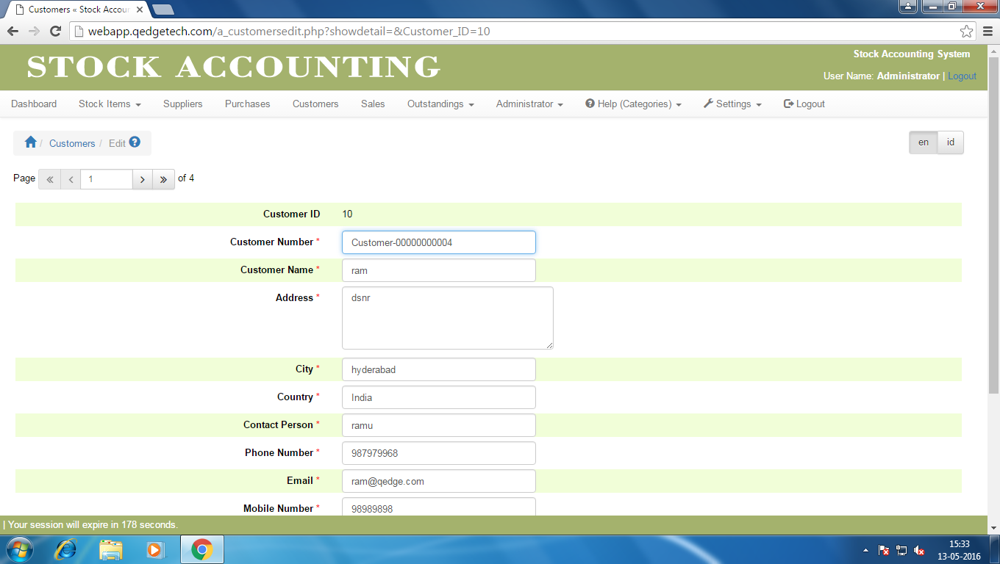 Customers « Stock Accour
webapp.qedgetech.com/a_customersedit.php?showdetail=&Customer_ID=10
STOCK ACCOUNTING
Stock Accounting System
User Name: Administrator | Logout
Dashboard Stock Items Suppliers Purchases Customers Sales Outstandings Administrator Help (Categories) Settings Logout
/ Customers / Edit
en id
Page « ‹ 1 › » of 4
Customer ID 10
Customer Number * Customer-00000000004
Customer Name * ram
Address * dsnr
City * hyderabad
Country * India
Contact Person * ramu
Phone Number * 987979968
Email * ram@qedge.com
Mobile Number * 98989898
| Your session will expire in 178 seconds.
15:33
13-05-2016